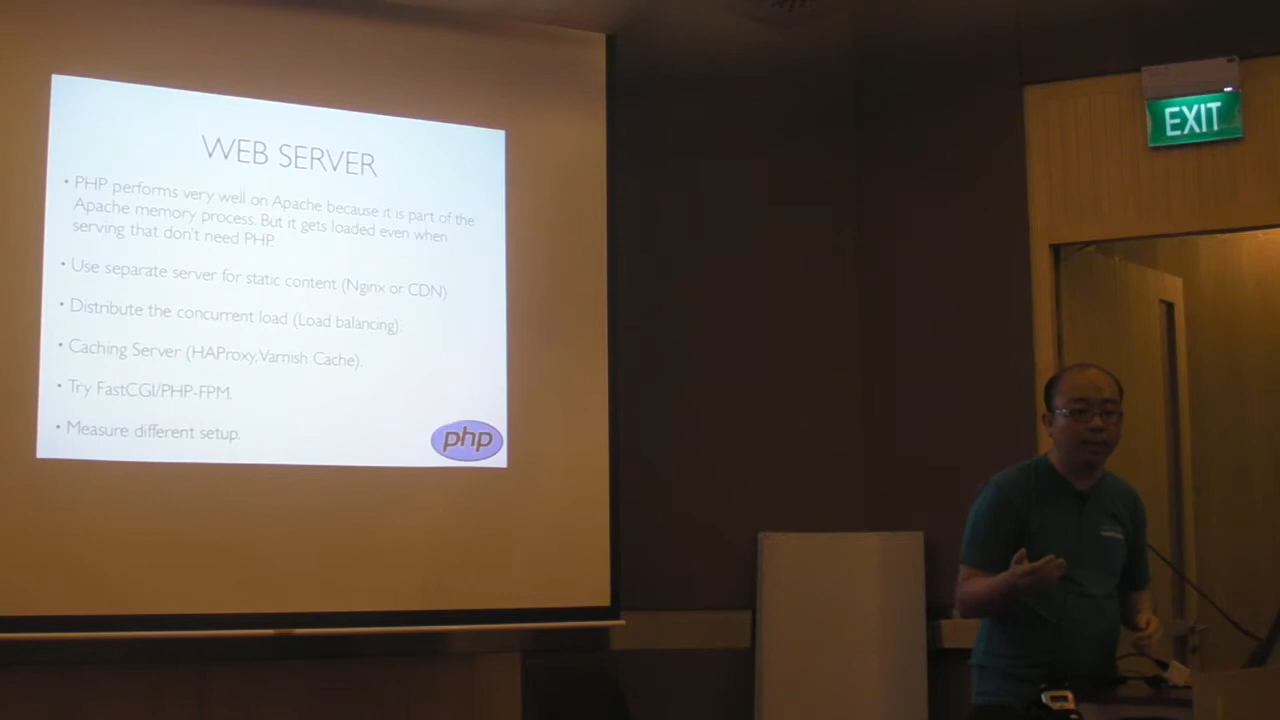 WEB SERVER
• PHP performs very well on Apache because it is part of the
Apache memory process. But it gets loaded even when
serving that don't need PHP.
• Use separate server for static content (Nginx or CDN)
• Distribute the concurrent load (Load balancing).
• Caching Server (HAProxy, Varnish Cache).
• Try FastCGI/PHP-FPM.
• Measure different setup.
php
EXIT